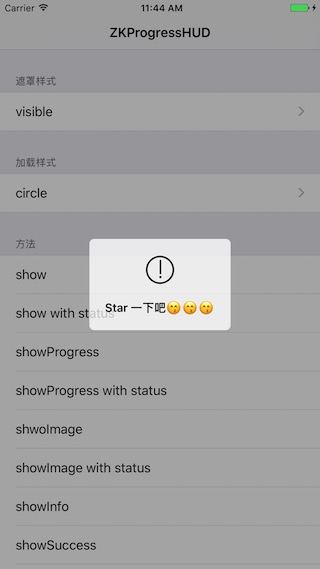 Carrier 11:44 AM
ZKProgressHUD
遮罩样式
visible
加载样式
circle
方法
show
Star 一下吧😙😙😙
show with status
showProgress
showProgress with status
shwoImage
showImage with status
showInfo
showSuccess